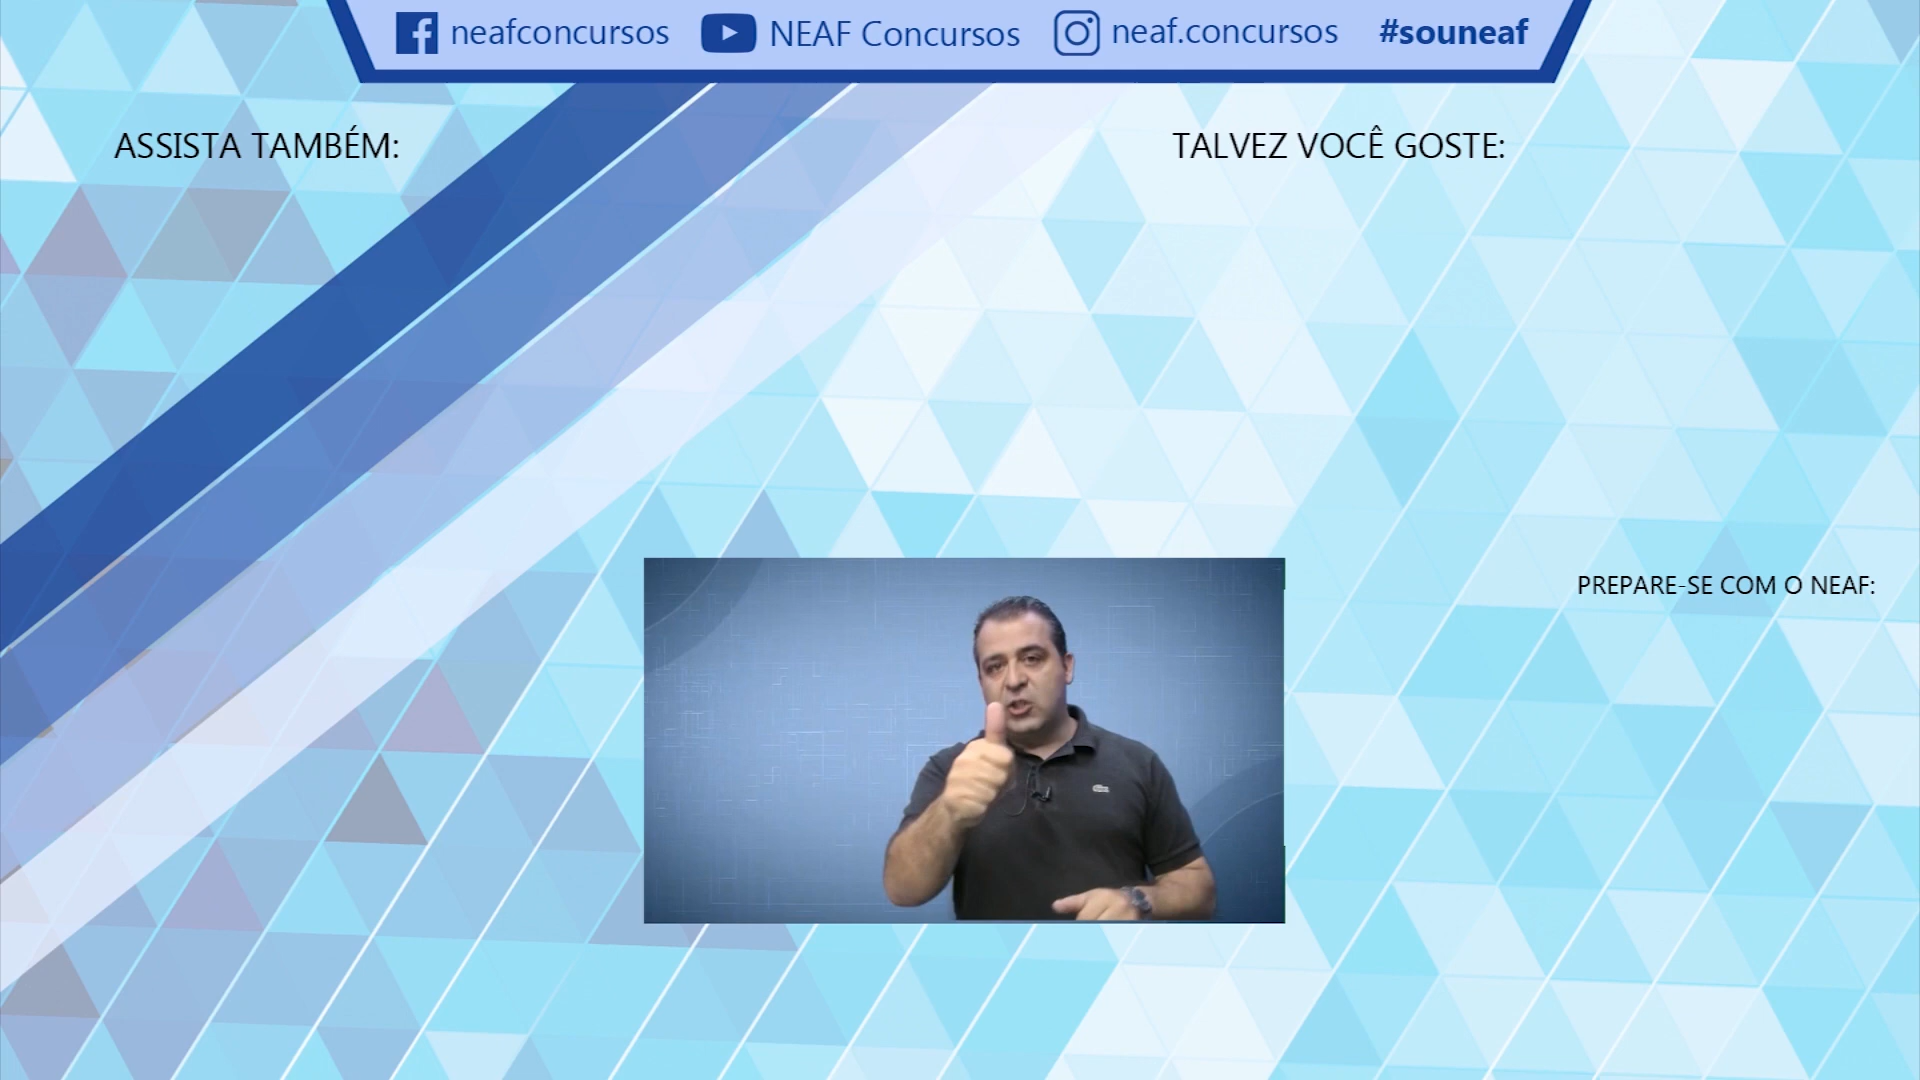 neafconcursos NEAF Concursos neaf.concursos #souneaf
ASSISTA TAMBÉM:
TALVEZ VOCÊ GOSTE:
PREPARE-SE COM O NEAF: